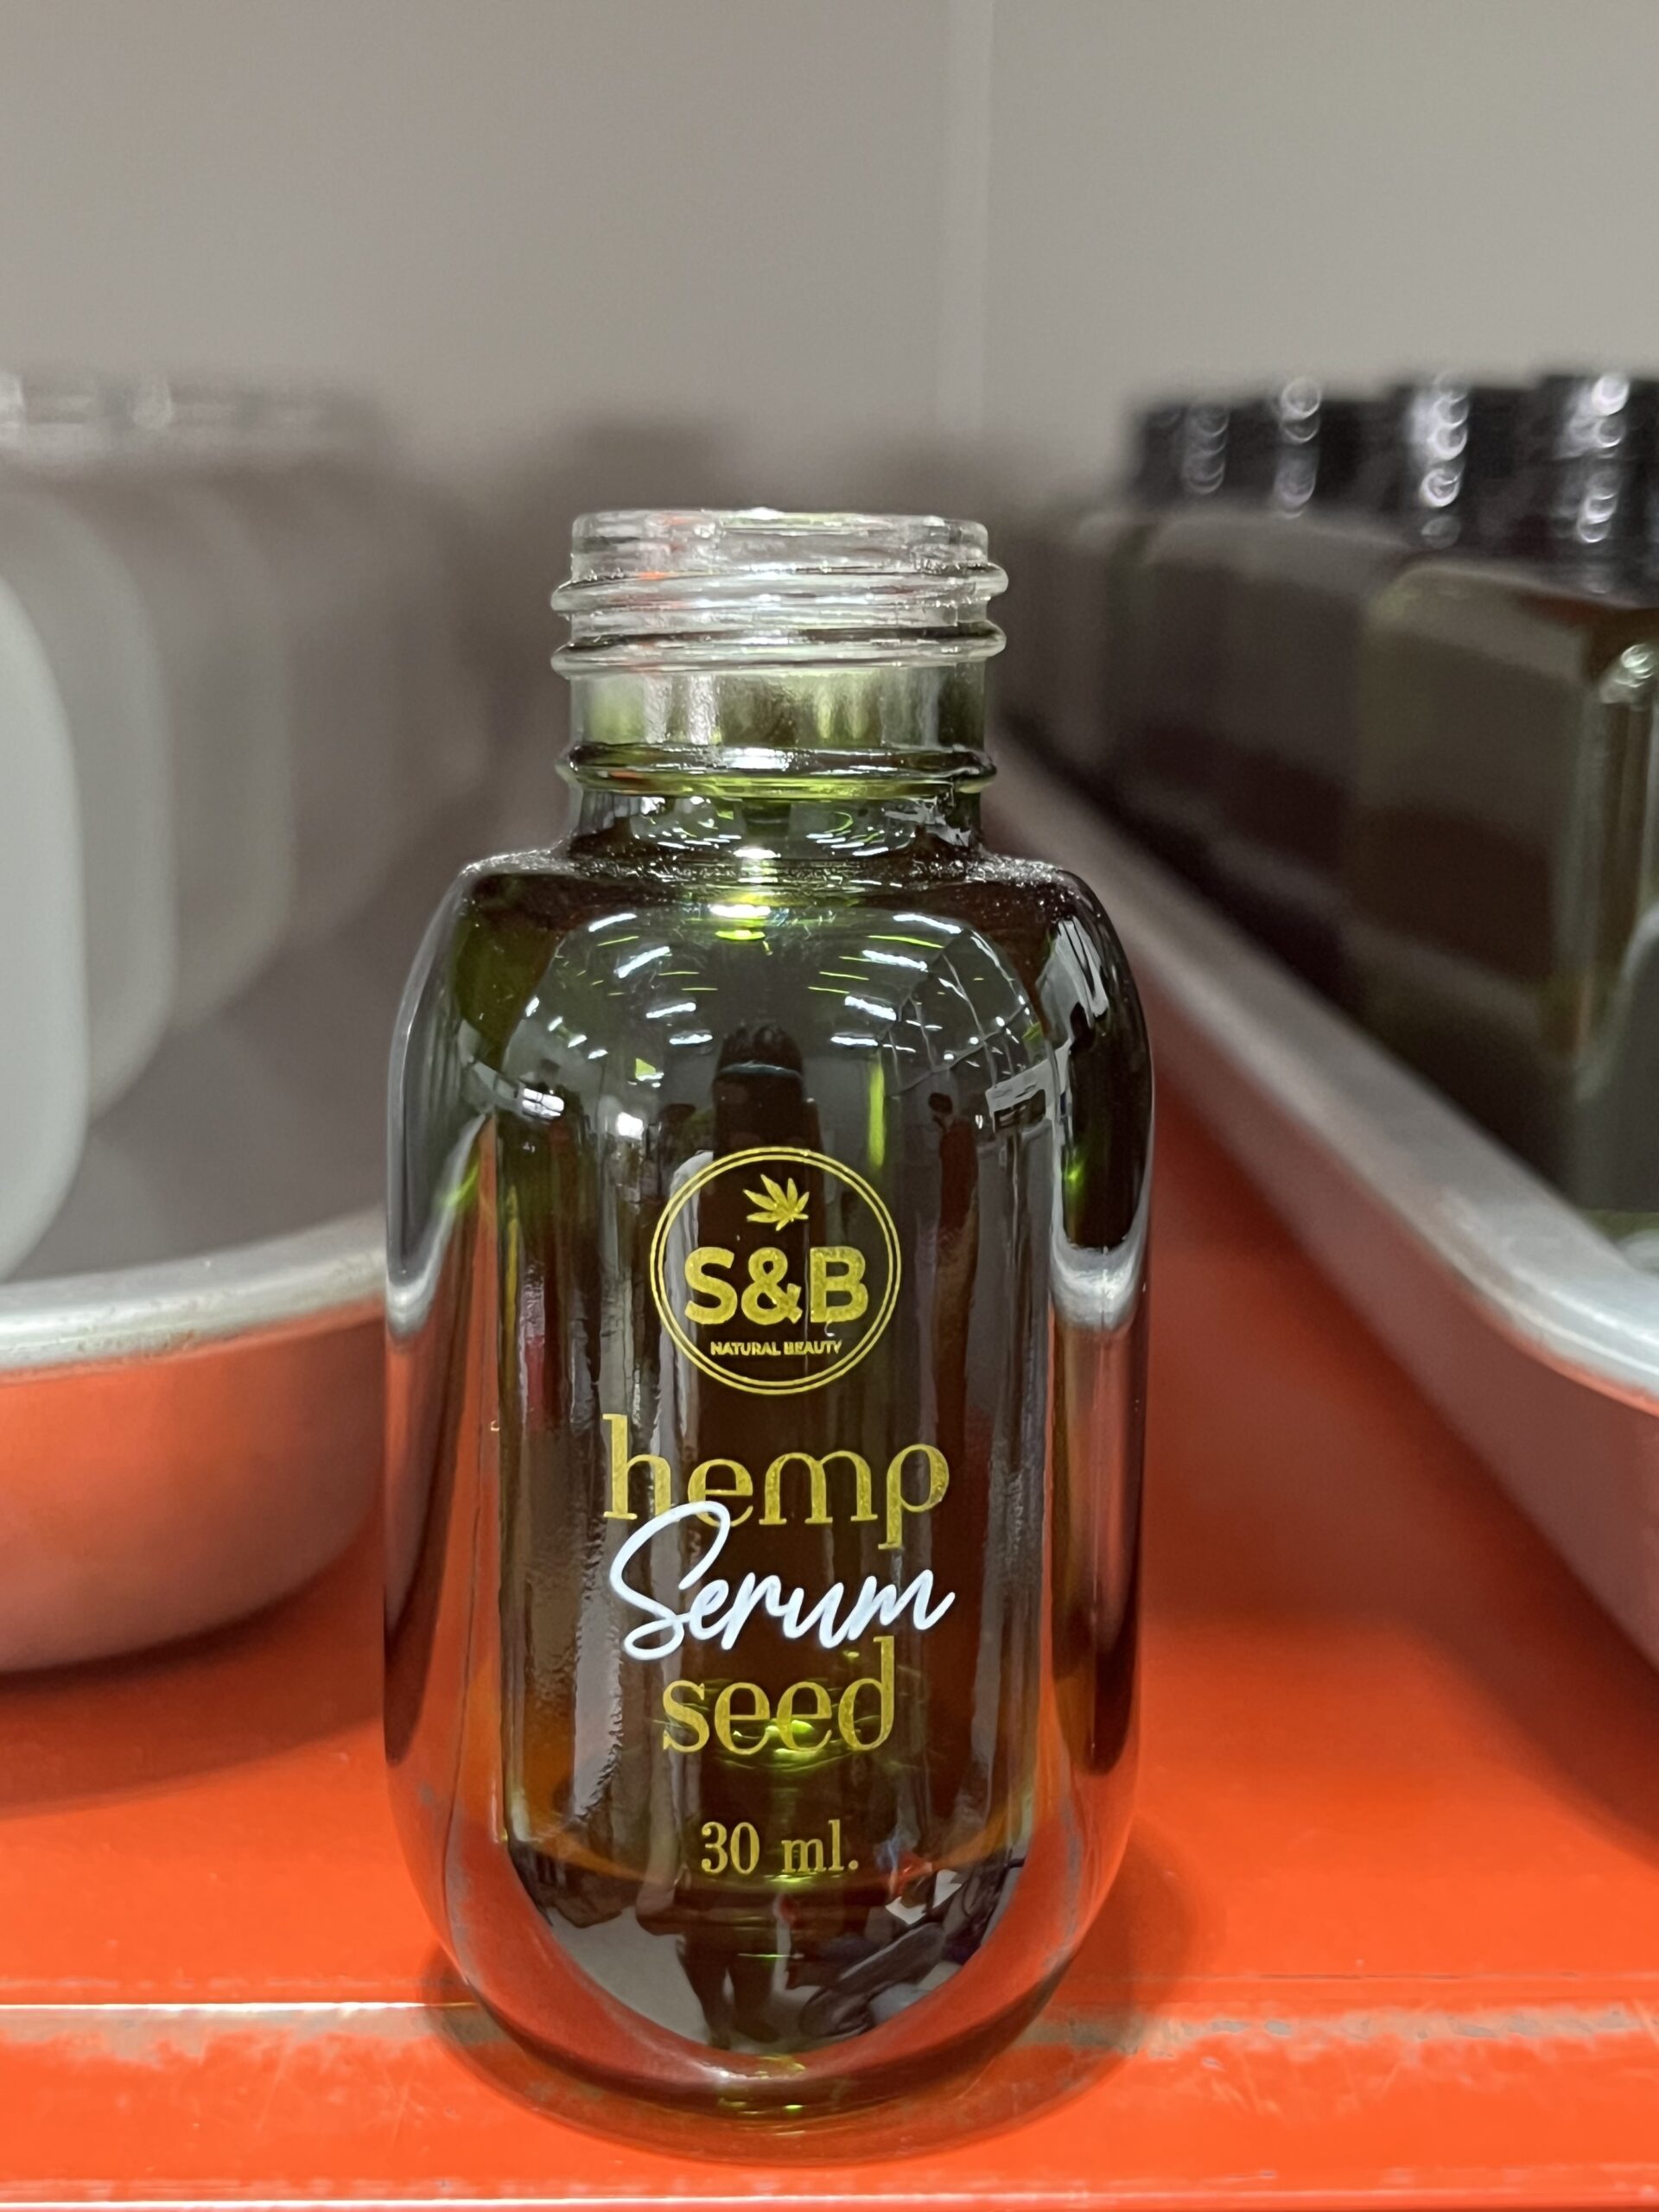 S&B
NATURAL BEAUTY
hemp
Serum
seed
30 ml.